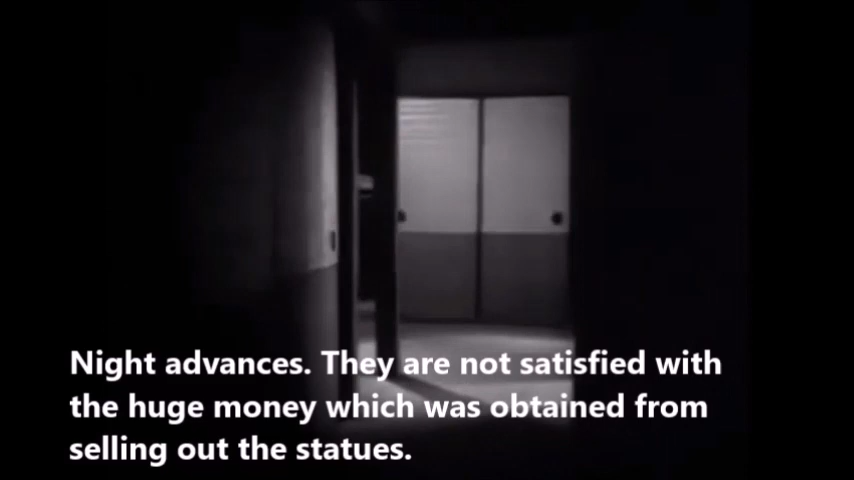 Night advances. They are not satisfied with
the huge money which was obtained from
selling out the statues.